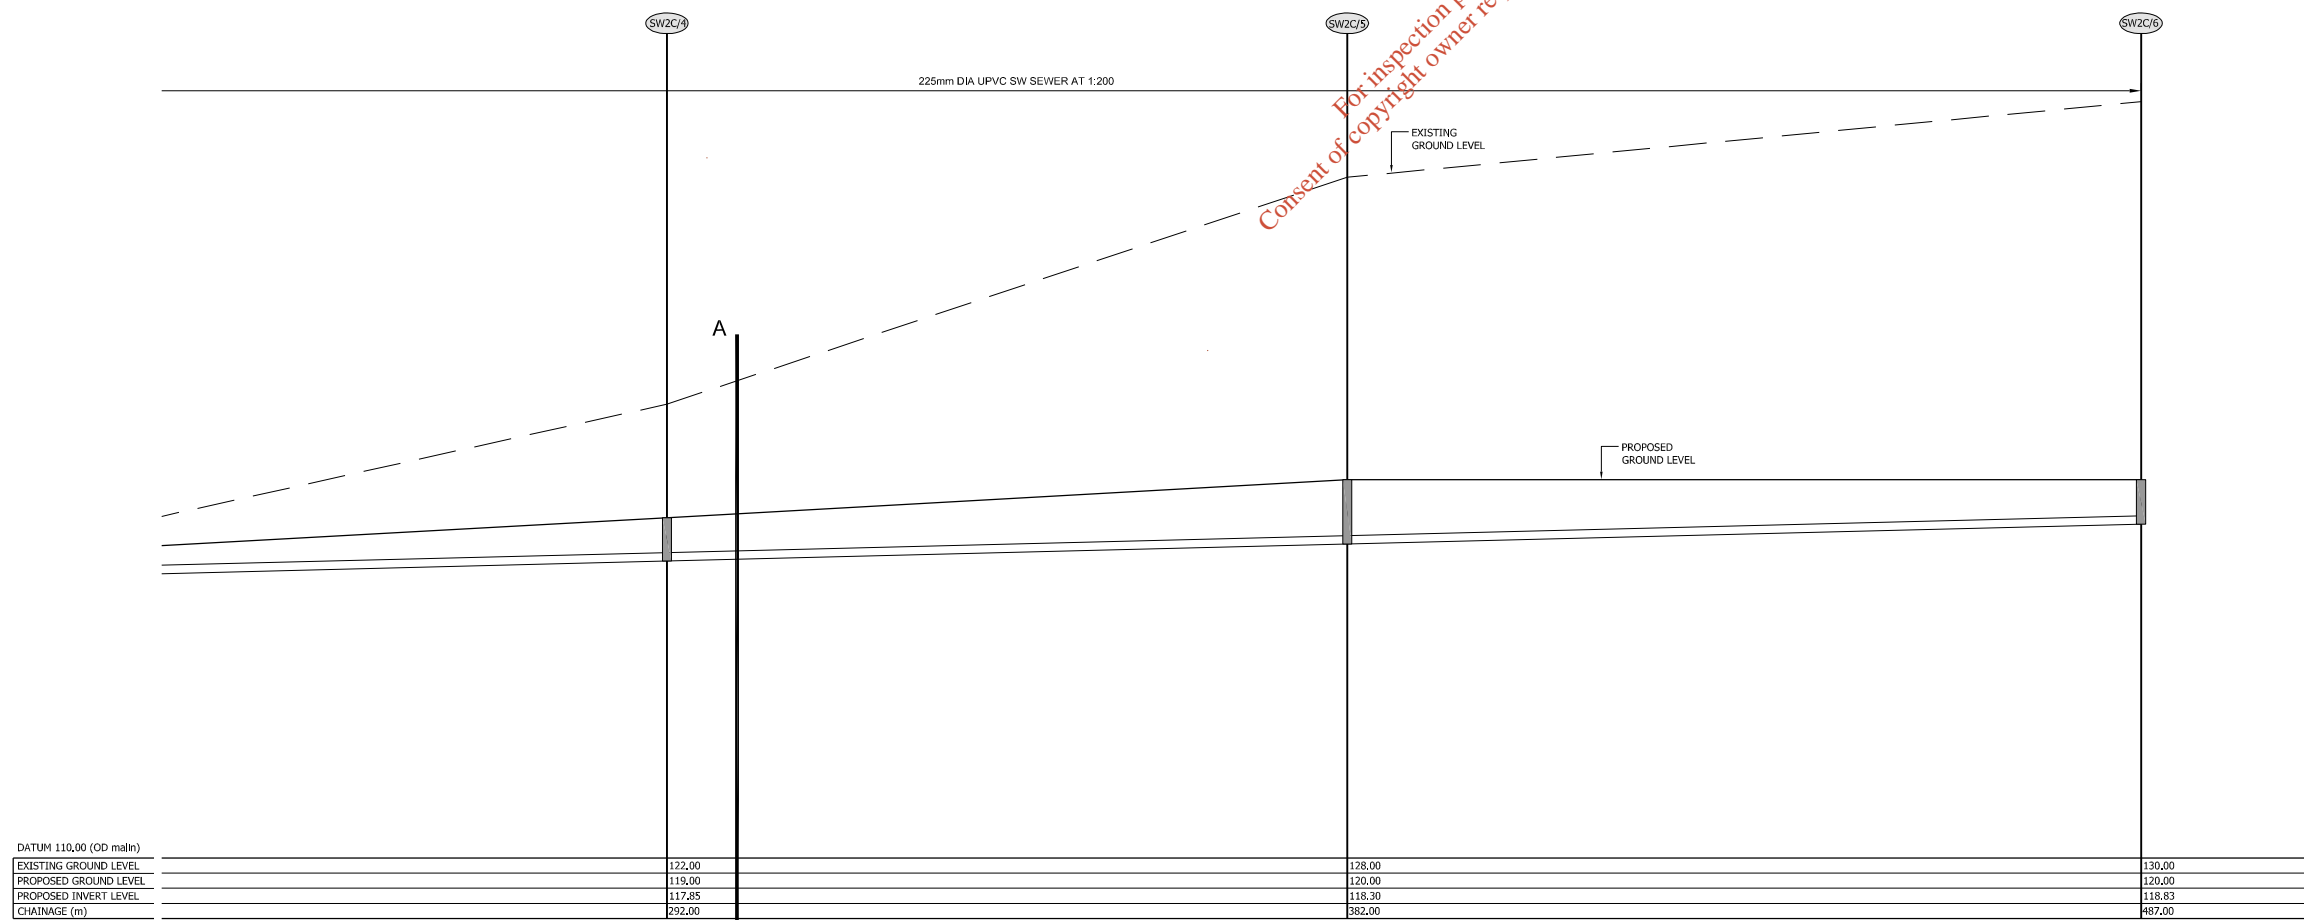 SW2C/4
SW2C/5
SW2C/6
225mm DIA UPVC SW SEWER AT 1:200
For inspection
Consent of copyright owner
EXISTING
GROUND LEVEL
A
PROPOSED
GROUND LEVEL
DATUM 110.00 (OD malin)
EXISTING GROUND LEVEL 122.00 128.00 130.00
PROPOSED GROUND LEVEL 119.00 120.00 120.00
PROPOSED INVERT LEVEL 117.85 118.30 118.83
CHAINAGE (m) 292.00 382.00 487.00